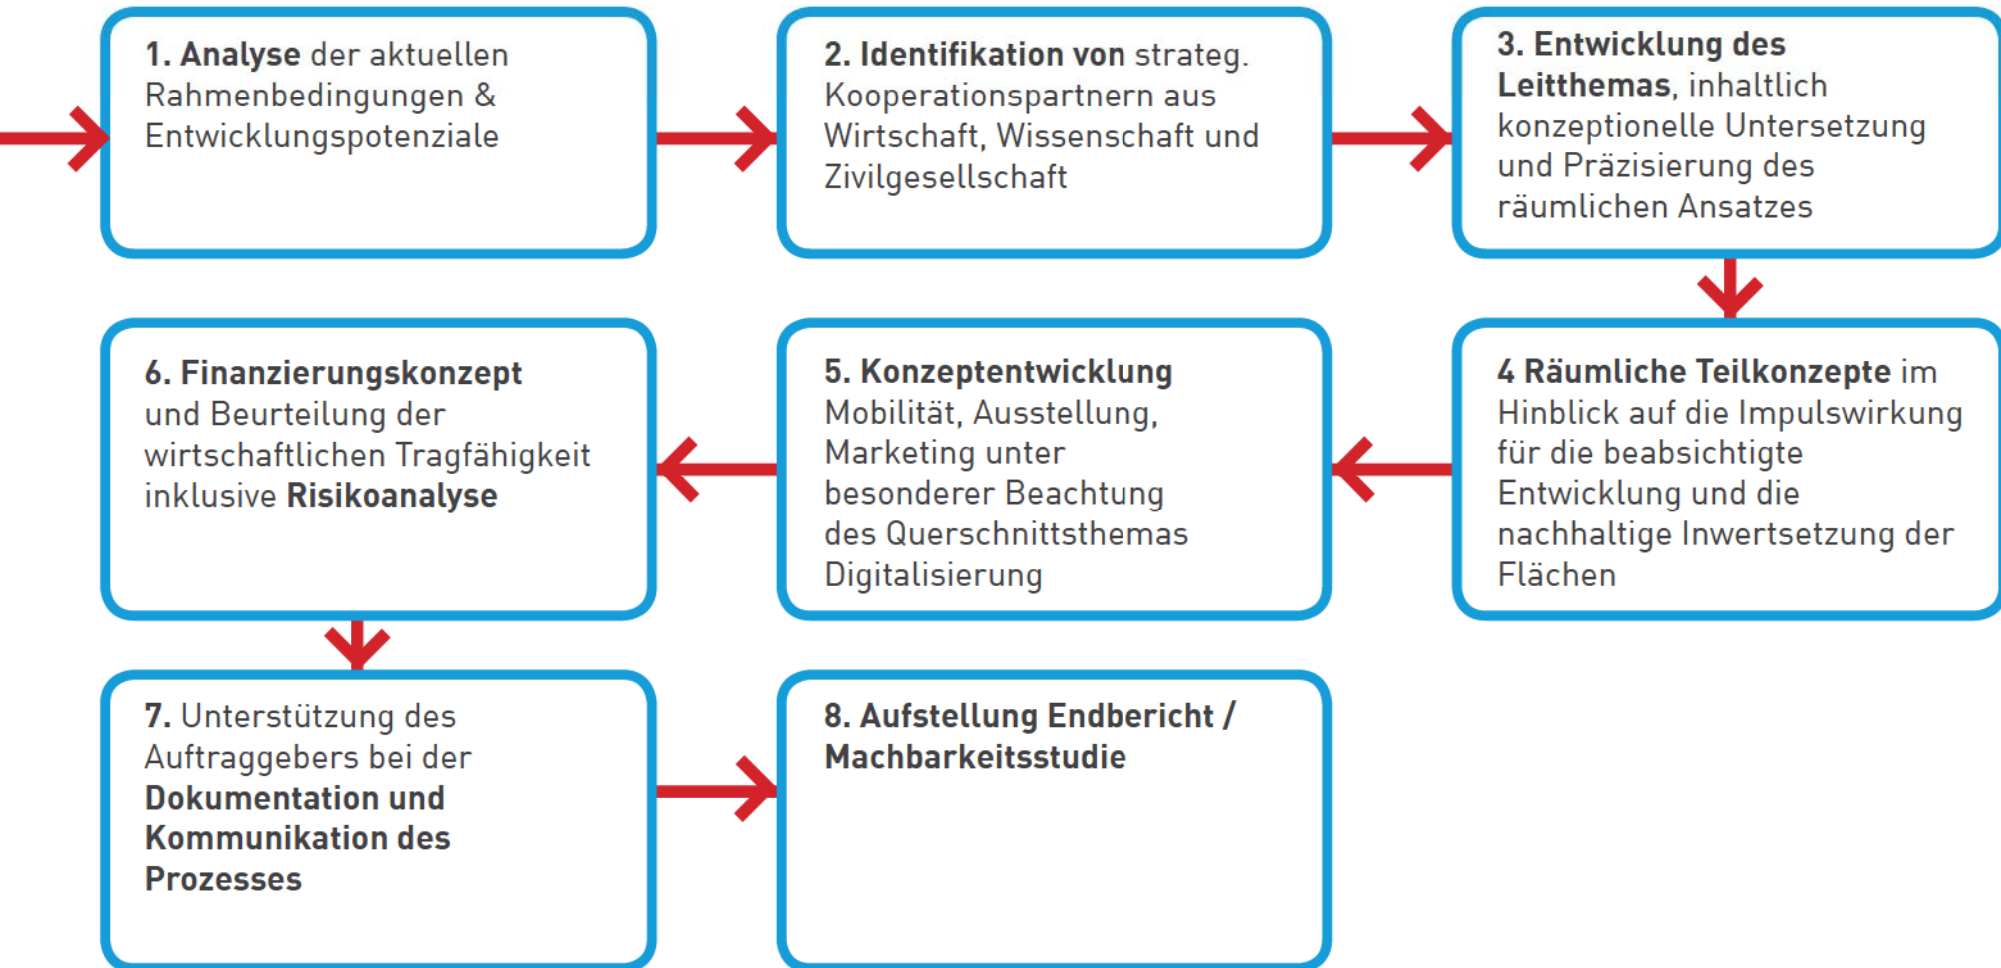 1. Analyse der aktuellen
Rahmenbedingungen &
Entwicklungspotenziale
2. Identifikation von strateg.
Kooperationspartnern aus
Wirtschaft, Wissenschaft und
Zivilgesellschaft
3. Entwicklung des
Leitthemas, inhaltlich
konzeptionelle Untersetzung
und Präzisierung des
räumlichen Ansatzes
4 Räumliche Teilkonzepte im
Hinblick auf die Impulswirkung
für die beabsichtigte
Entwicklung und die
nachhaltige Inwertsetzung der
Flächen
5. Konzeptentwicklung
Mobilität, Ausstellung,
Marketing unter
besonderer Beachtung
des Querschnittsthemas
Digitalisierung
6. Finanzierungskonzept
und Beurteilung der
wirtschaftlichen Tragfähigkeit
inklusive Risikoanalyse
7. Unterstützung des
Auftraggebers bei der
Dokumentation und
Kommunikation des
Prozesses
8. Aufstellung Endbericht /
Machbarkeitsstudie